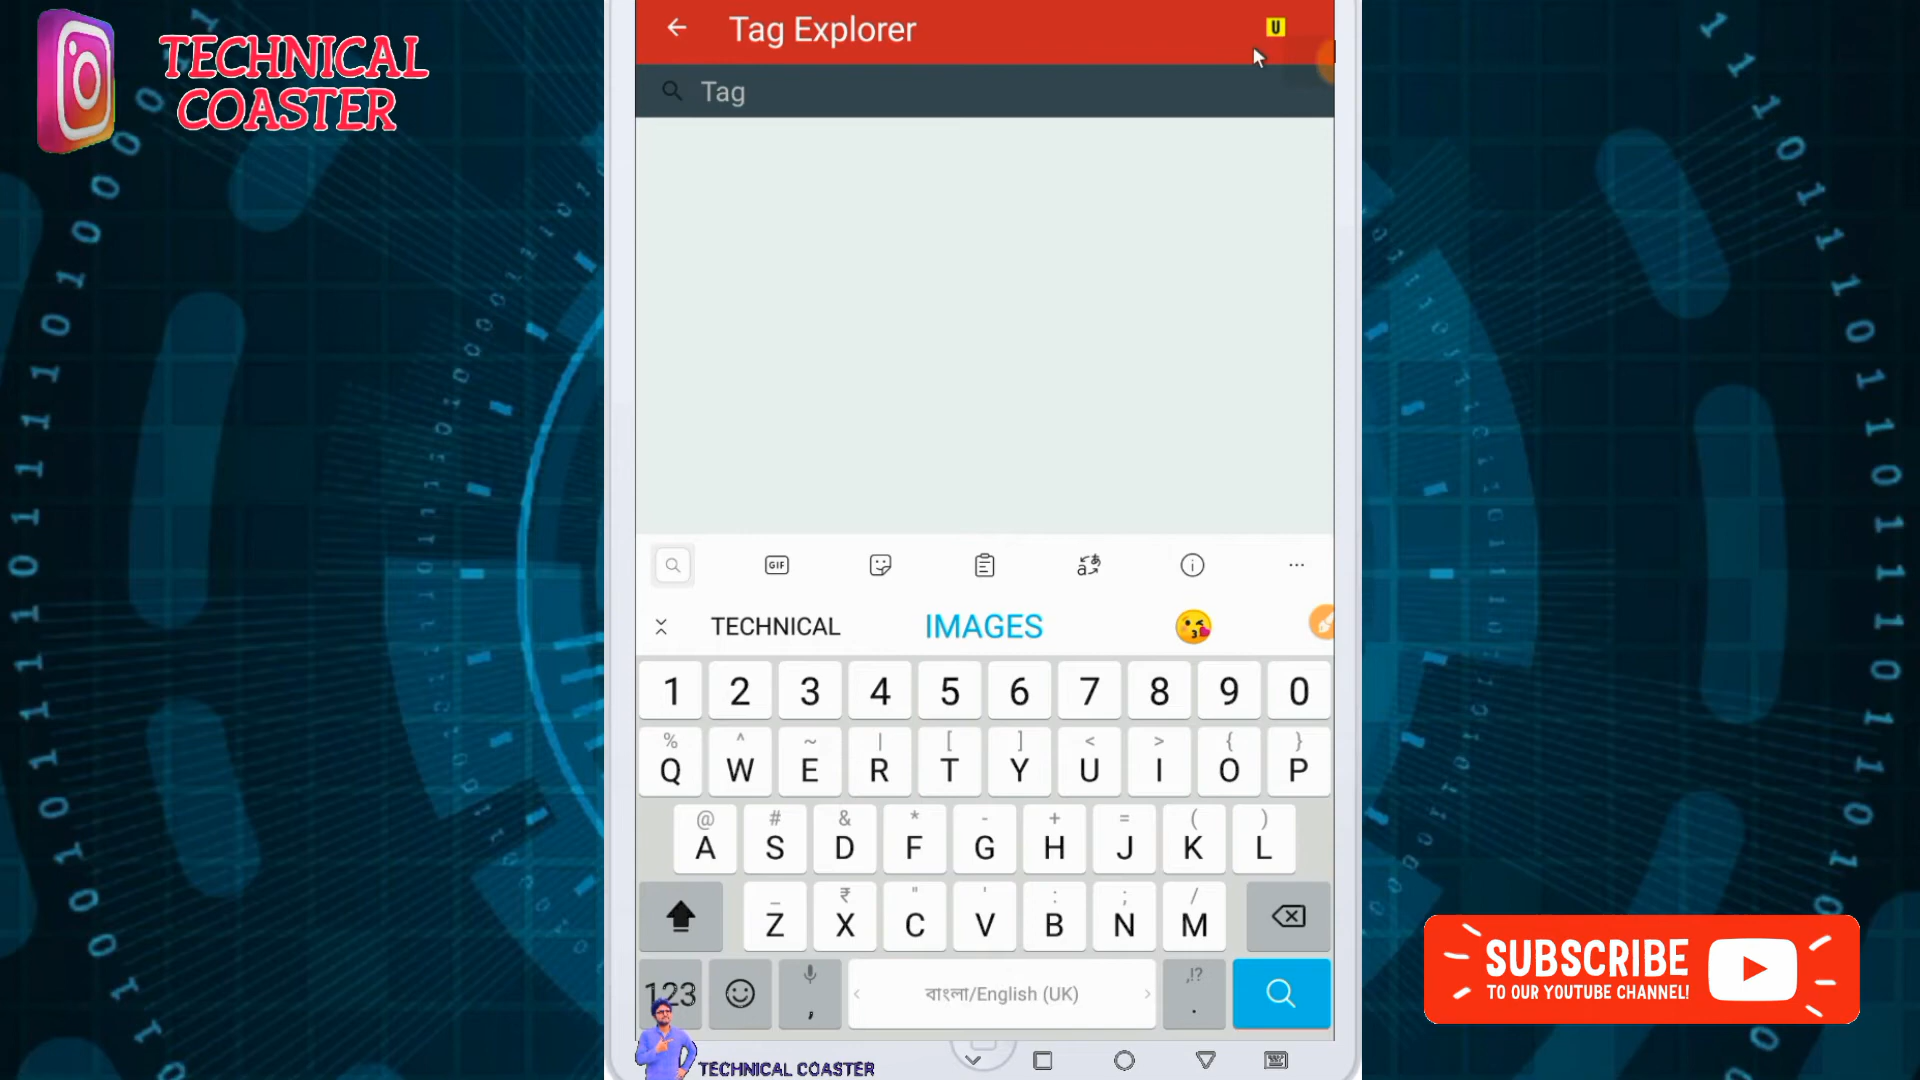 TECHNICAL
COASTER
Tag Explorer
U
Tag
GIF
TECHNICAL IMAGES
1 2 3 4 5 6 7 8 9 0
% ^ ~ | [ ] < > { }
Q W E R T Y U I O P
@ # & * - + = ( )
A S D F G H J K L
_ ₹ " ' : ; /
Z X C V B N M
123 , বাংলা/English (UK) ,!? .
TECHNICAL COASTER
SUBSCRIBE
TO OUR YOUTUBE CHANNEL!